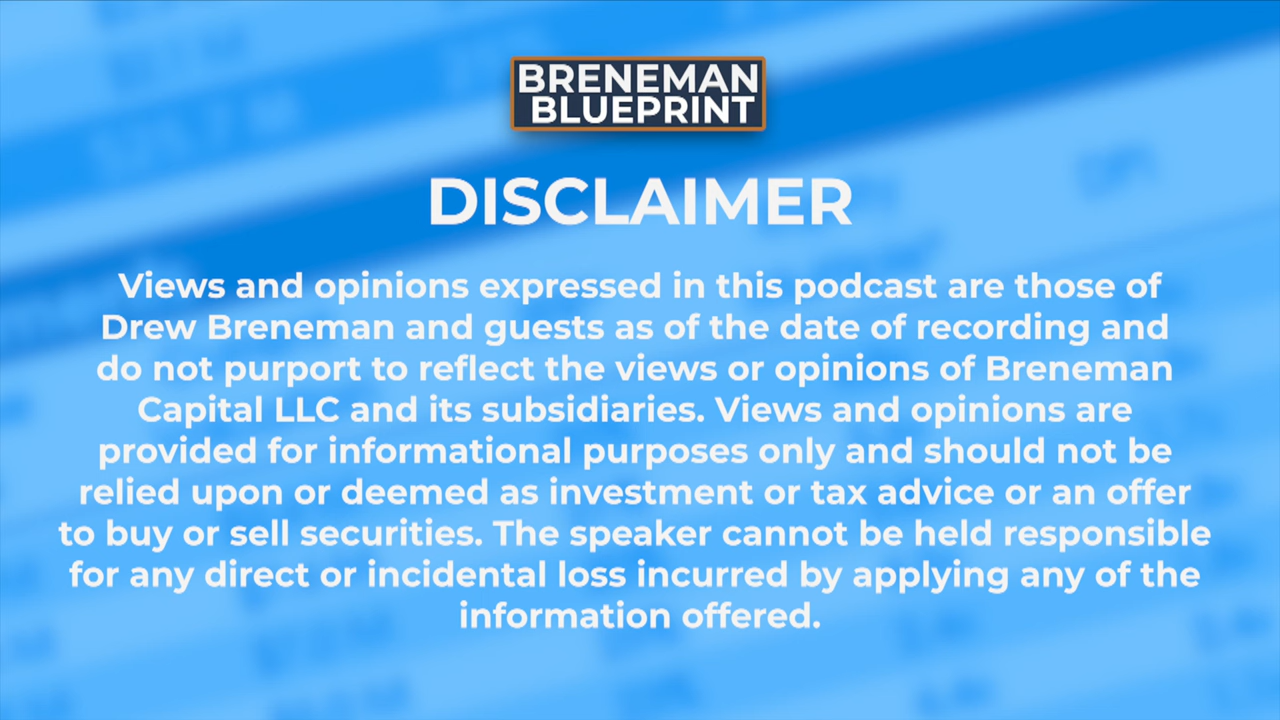 BRENEMAN
BLUEPRINT
DISCLAIMER
Views and opinions expressed in this podcast are those of
Drew Breneman and guests as of the date of recording and
do not purport to reflect the views or opinions of Breneman
Capital LLC and its subsidiaries. Views and opinions are
provided for informational purposes only and should not be
relied upon or deemed as investment or tax advice or an offer
to buy or sell securities. The speaker cannot be held responsible
for any direct or incidental loss incurred by applying any of the
information offered.